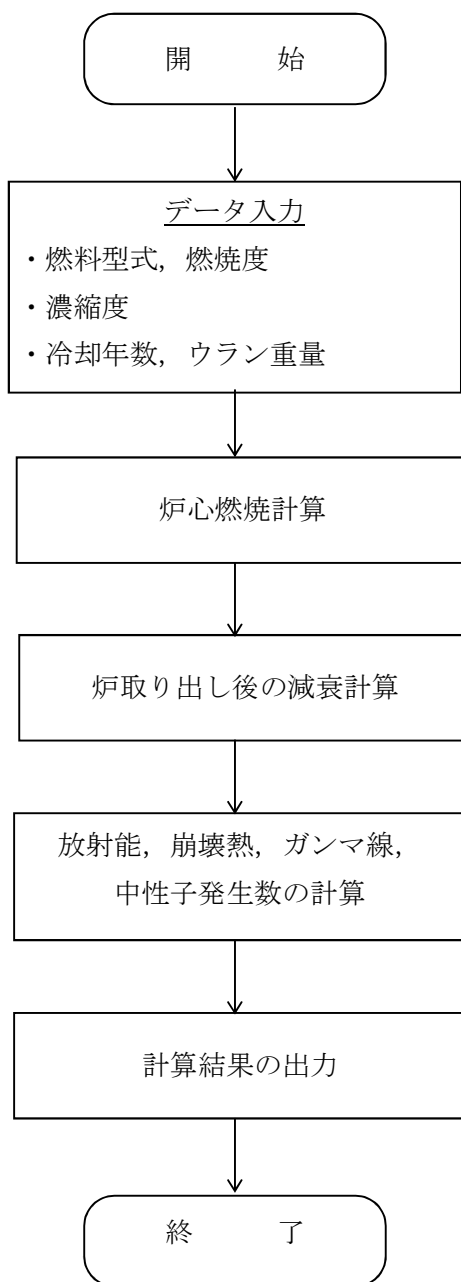 開　　　始
データ入力
・燃料型式，燃焼度
・濃縮度
・冷却年数，ウラン重量
炉心燃焼計算
炉取り出し後の減衰計算
放射能，崩壊熱，ガンマ線，
中性子発生数の計算
計算結果の出力
終　　　了